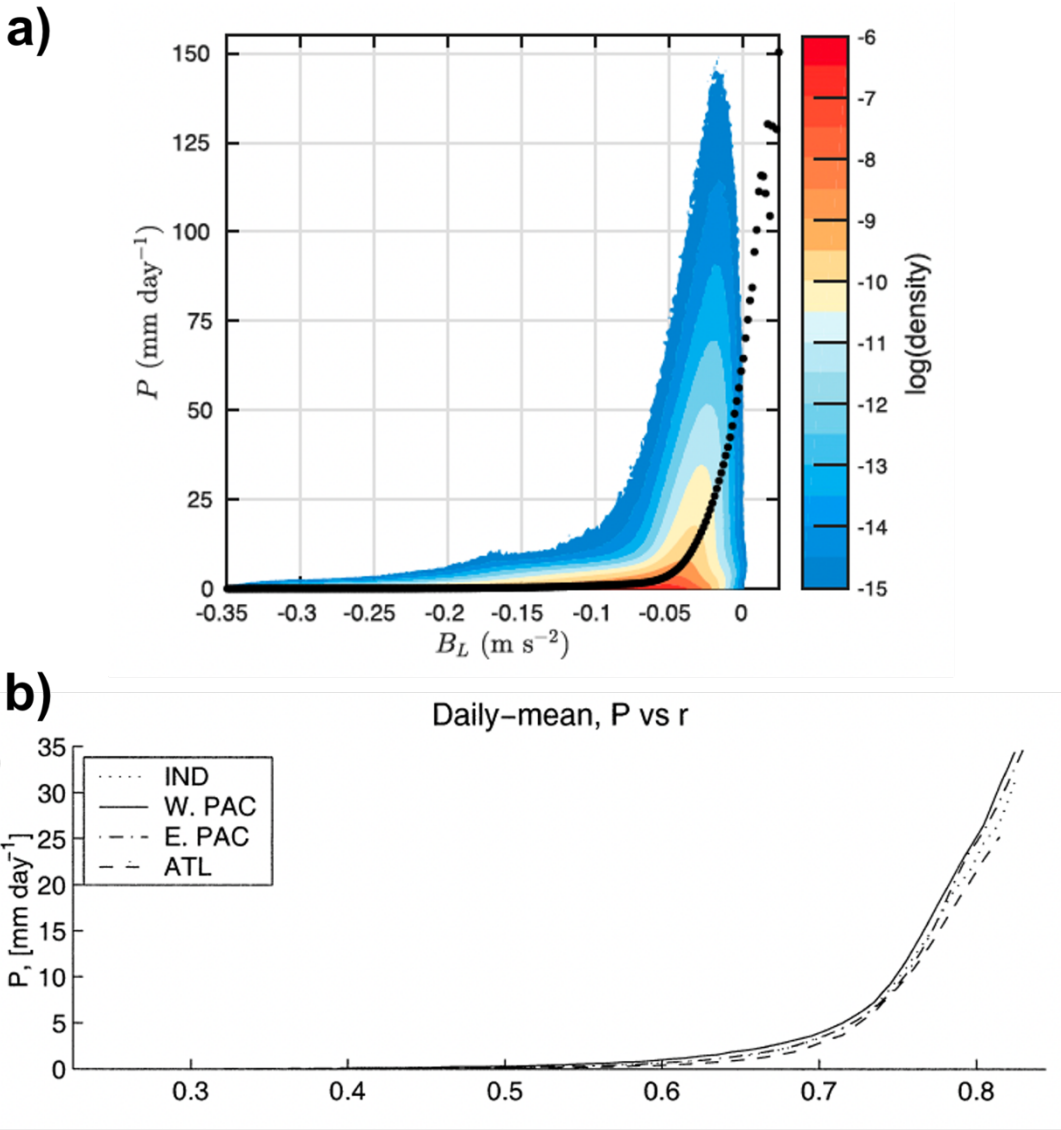 a)
150
125
100
75
50
25
0
P (mm day−1)
-0.35 -0.3 -0.25 -0.2 -0.15 -0.1 -0.05 0
BL (m s−2)
-6
-7
-8
-9
-10
-11
-12
-13
-14
-15
log(density)
b)
Daily−mean, P vs r
35
30
25
20
15
10
5
0
P, [mm day−1]
IND
W. PAC
E. PAC
ATL
0.3 0.4 0.5 0.6 0.7 0.8